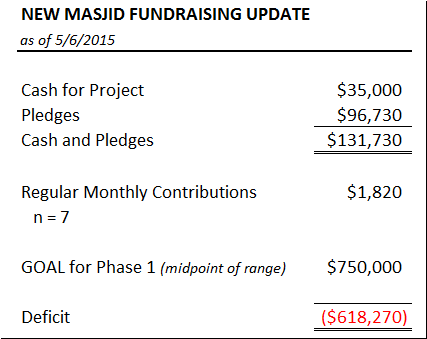 NEW MASJID FUNDRAISING UPDATE
as of 5/6/2015
Cash for Project $35,000
Pledges $96,730
Cash and Pledges $131,730
Regular Monthly Contributions $1,820
n = 7
GOAL for Phase 1 (midpoint of range) $750,000
Deficit ($618,270)